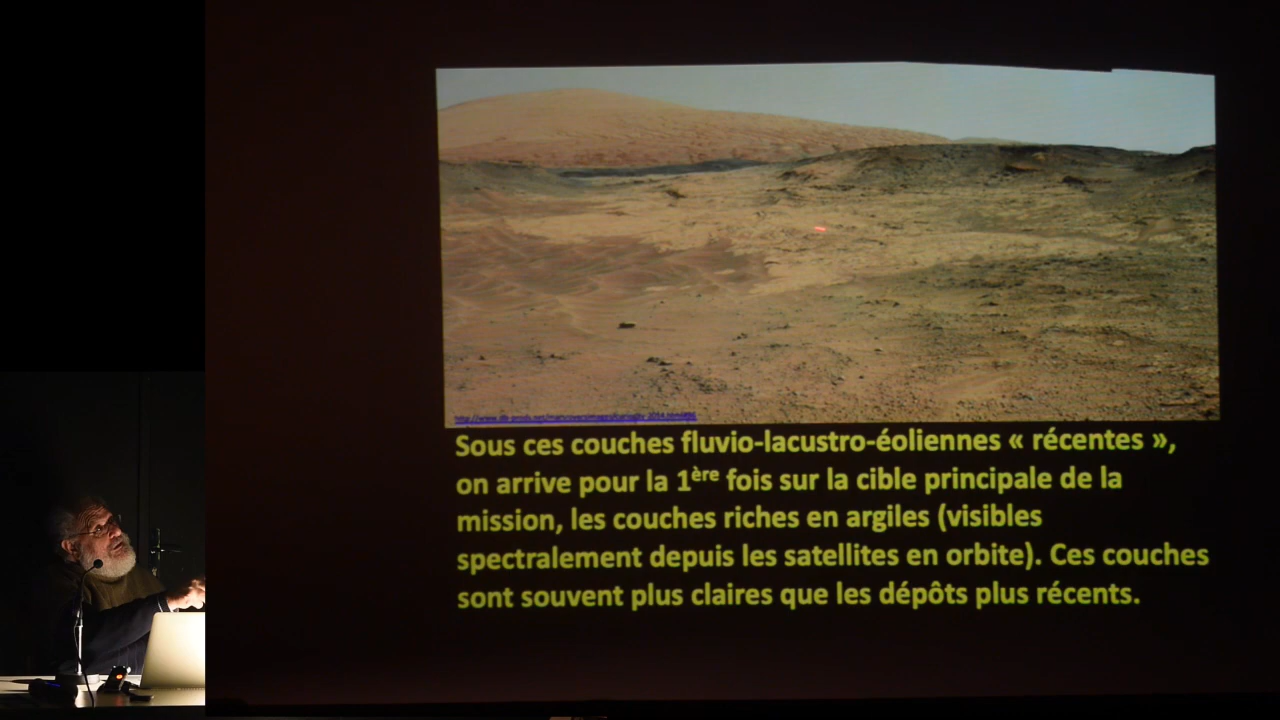 Sous ces couches fluvio-lacustro-éoliennes « récentes »,
on arrive pour la 1ère fois sur la cible principale de la
mission, les couches riches en argiles (visibles
spectralement depuis les satellites en orbite). Ces couches
sont souvent plus claires que les dépôts plus récents.